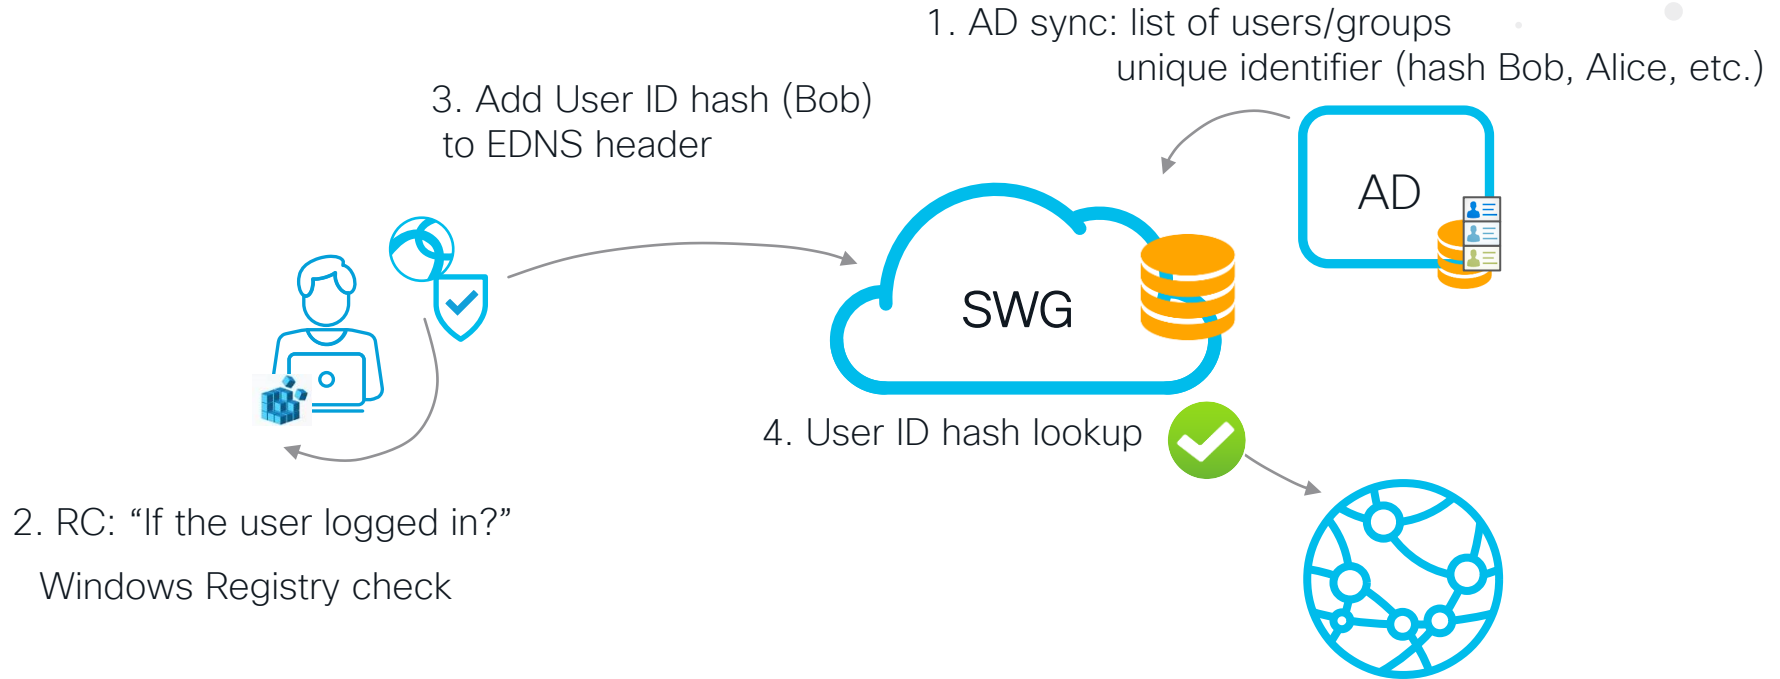 1. AD sync: list of users/groups
unique identifier (hash Bob, Alice, etc.)
3. Add User ID hash (Bob)
to EDNS header
AD
SWG
4. User ID hash lookup
2. RC: “If the user logged in?”
Windows Registry check